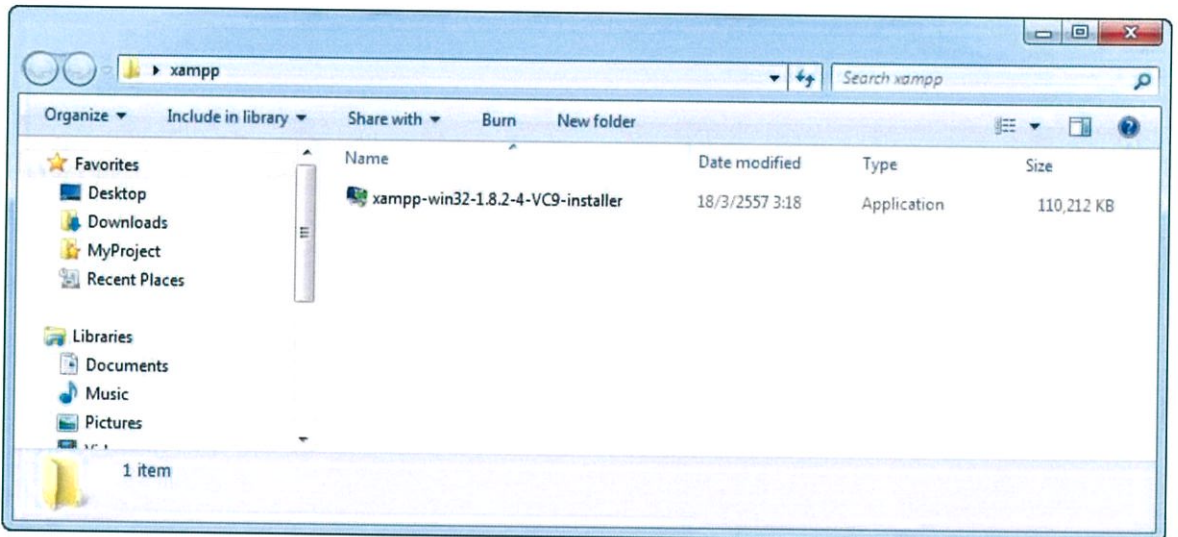 xampp
Search xampp
Organize
Include in library
Share with
Burn
New folder
Name
Date modified
Type
Size
xampp-win32-1.8.2-4-VC9-installer
18/3/2557 3:18
Application
110,212 KB
Favorites
Desktop
Downloads
MyProject
Recent Places
Libraries
Documents
Music
Pictures
1 item